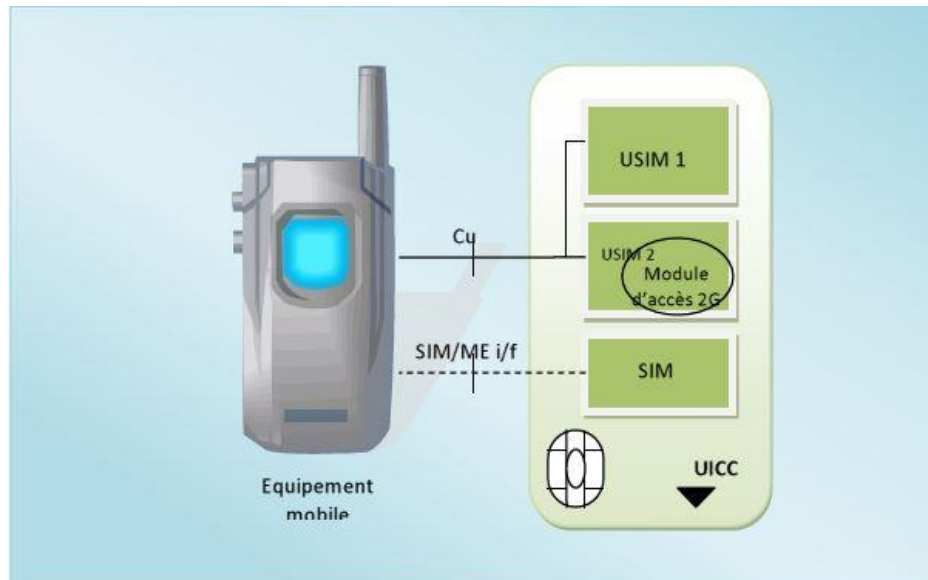 USIM 1
Cu
USIM 2
Module
d'accès 2G
SIM/ME i/f
SIM
UICC
Equipement
mobile